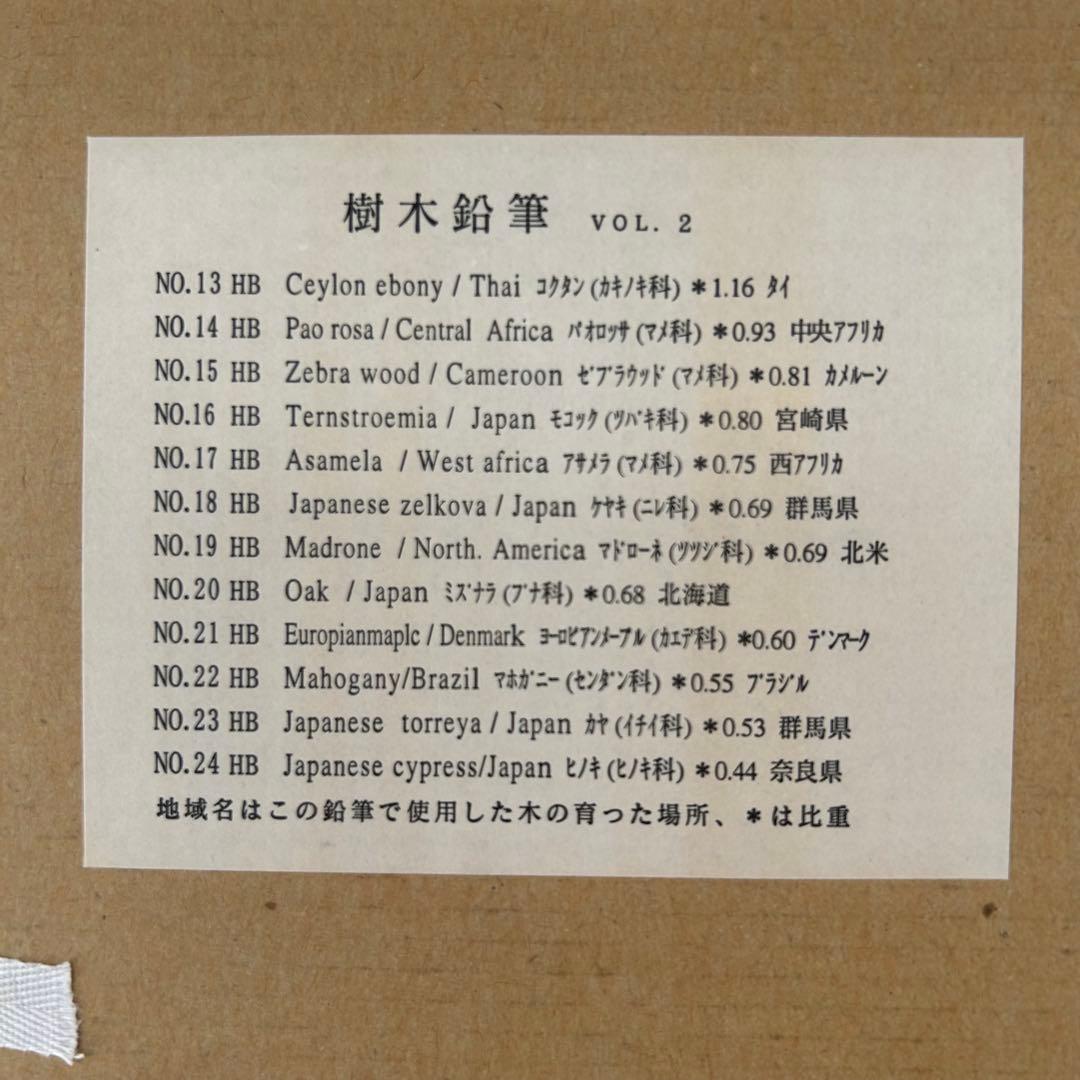 樹木鉛筆 VOL. 2
NO.13 HB Ceylon ebony / Thai ｺｸﾀﾝ(ｶｷﾉｷ科) *1.16 ﾀｲ
NO.14 HB Pao rosa / Central Africa ﾊﾟｵﾛｯｻ(ﾏﾒ科) *0.93 中央ｱﾌﾘｶ
NO.15 HB Zebra wood / Cameroon ｾﾞﾌﾞﾗｳｯﾄﾞ(ﾏﾒ科) *0.81 ｶﾒﾙｰﾝ
NO.16 HB Ternstroemia / Japan ﾓｺｯｸ(ﾂﾊﾞｷ科) *0.80 宮崎県
NO.17 HB Asamela / West africa ｱｻﾒﾗ(ﾏﾒ科) *0.75 西ｱﾌﾘｶ
NO.18 HB Japanese zelkova / Japan ｹﾔｷ(ﾆﾚ科) *0.69 群馬県
NO.19 HB Madrone / North. America ﾏﾄﾞﾛｰﾈ(ﾂﾂｼﾞ科) *0.69 北米
NO.20 HB Oak / Japan ﾐｽﾞﾅﾗ(ﾌﾞﾅ科) *0.68 北海道
NO.21 HB Europianmaplc / Denmark ﾖｰﾛﾋﾟｱﾝﾒｰﾌﾟﾙ(ｶｴﾃﾞ科) *0.60 ﾃﾞﾝﾏｰｸ
NO.22 HB Mahogany/Brazil ﾏﾎｶﾞﾆｰ(ｾﾝﾀﾞﾝ科) *0.55 ﾌﾞﾗｼﾞﾙ
NO.23 HB Japanese torreya / Japan ｶﾔ(ｲﾁｲ科) *0.53 群馬県
NO.24 HB Japanese cypress/Japan ﾋﾉｷ(ﾋﾉｷ科) *0.44 奈良県
地域名はこの鉛筆で使用した木の育った場所、*は比重